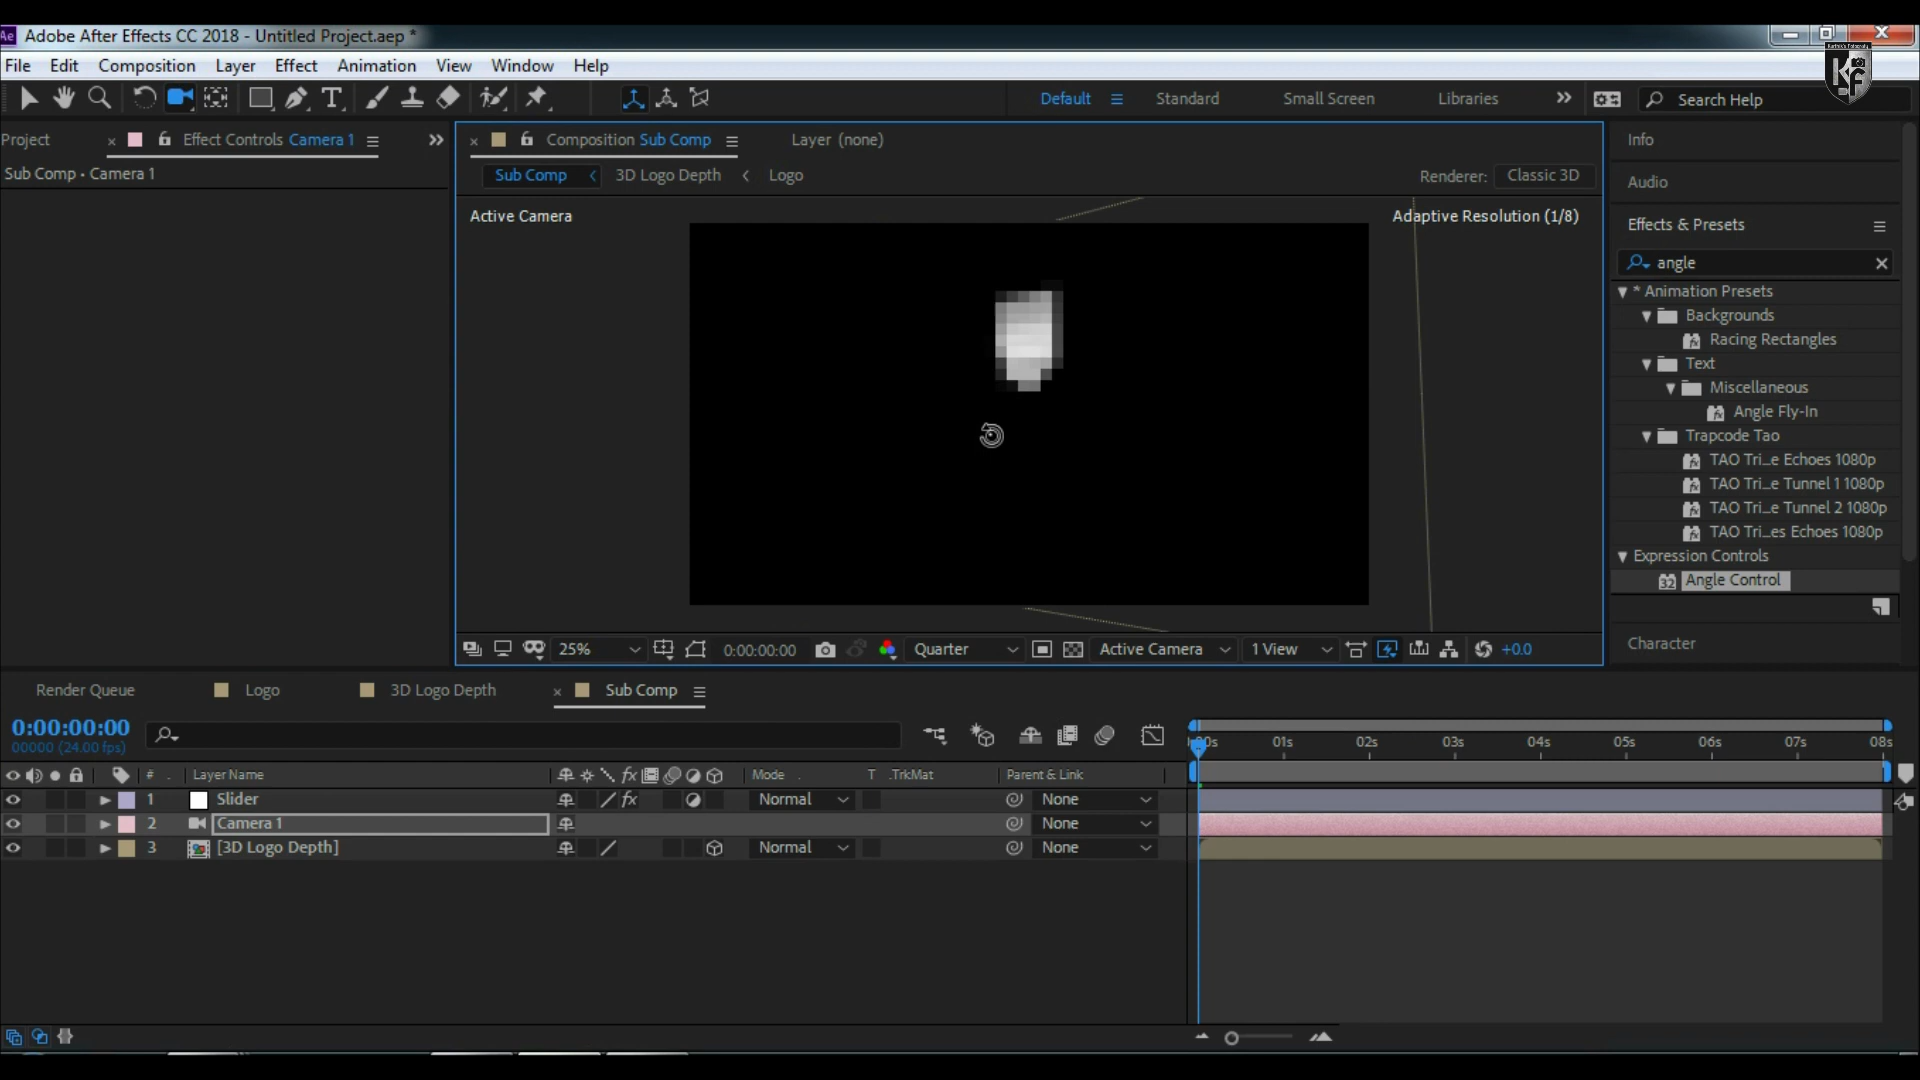 Ae Adobe After Effects CC 2018 - Untitled Project.aep *
File Edit Composition Layer Effect Animation View Window Help
T Default Standard Small Screen Libraries Search Help
Project Effect Controls Camera 1 Composition Sub Comp Layer (none) Info
Sub Comp • Camera 1
Sub Comp 3D Logo Depth Logo Renderer: Classic 3D
Audio
Active Camera Adaptive Resolution (1/8)
Effects & Presets
angle
* Animation Presets
Backgrounds
Racing Rectangles
Text
Miscellaneous
Angle Fly-In
Trapcode Tao
TAO Tri...e Echoes 1080p
TAO Tri...e Tunnel 1 1080p
TAO Tri...e Tunnel 2 1080p
TAO Tri...es Echoes 1080p
Expression Controls
32 Angle Control
Character
25% 0:00:00:00 Quarter Active Camera 1 View +0.0
Render Queue Logo 3D Logo Depth Sub Comp
0:00:00:00
00000 (24.00 fps)
:00s 01s 02s 03s 04s 05s 06s 07s 08s
# Layer Name fx Mode T .TrkMat Parent & Link
1 Slider fx Normal None
2 Camera 1 None
3 [3D Logo Depth] Normal None